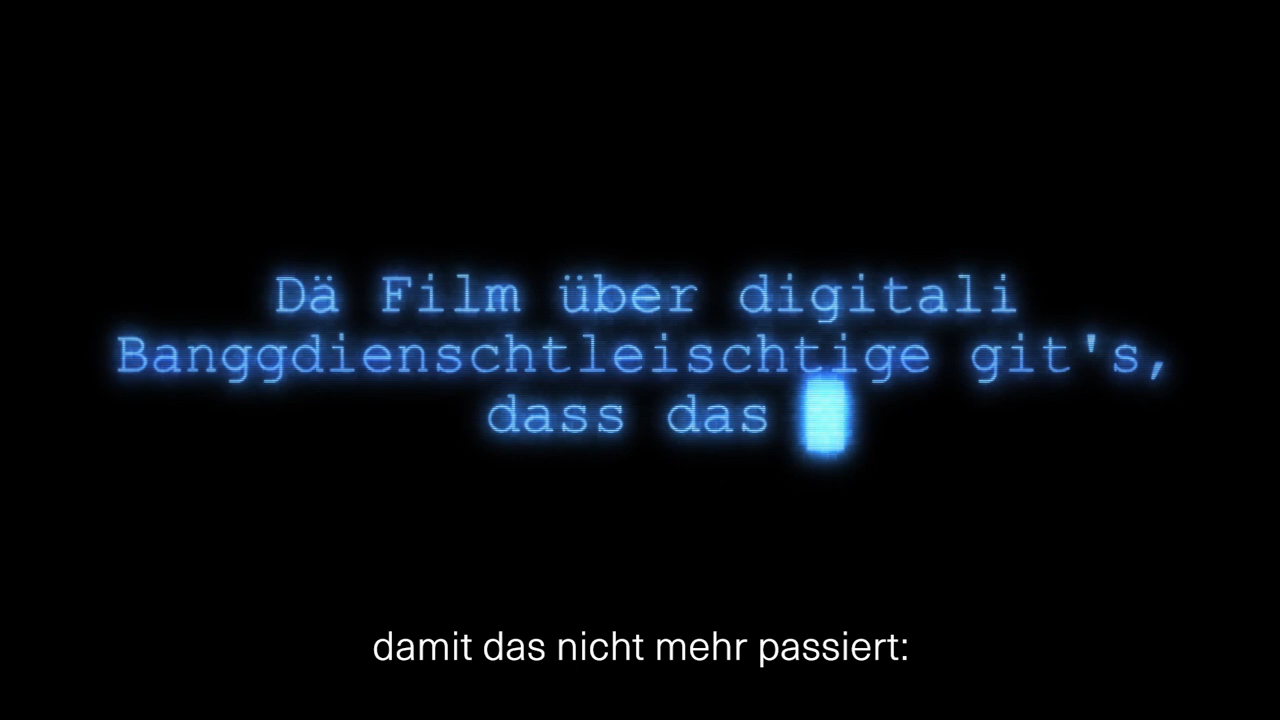 Dä Film über digitali
Banggdienschtleischtige git's,
dass das
damit das nicht mehr passiert: